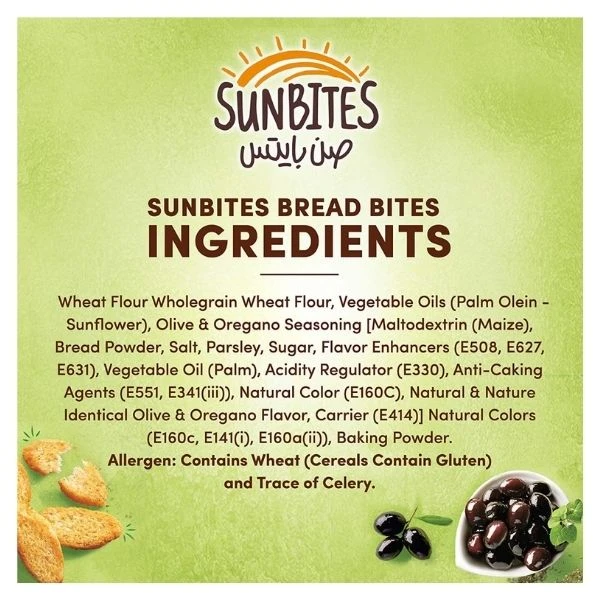 SUNBITES
صن بايتس
SUNBITES BREAD BITES
INGREDIENTS
Wheat Flour Wholegrain Wheat Flour, Vegetable Oils (Palm Olein -
Sunflower), Olive & Oregano Seasoning [Maltodextrin (Maize),
Bread Powder, Salt, Parsley, Sugar, Flavor Enhancers (E508, E627,
E631), Vegetable Oil (Palm), Acidity Regulator (E330), Anti-Caking
Agents (E551, E341(iii)), Natural Color (E160C), Natural & Nature
Identical Olive & Oregano Flavor, Carrier (E414)] Natural Colors
(E160c, E141(i), E160a(ii)), Baking Powder.
Allergen: Contains Wheat (Cereals Contain Gluten)
and Trace of Celery.